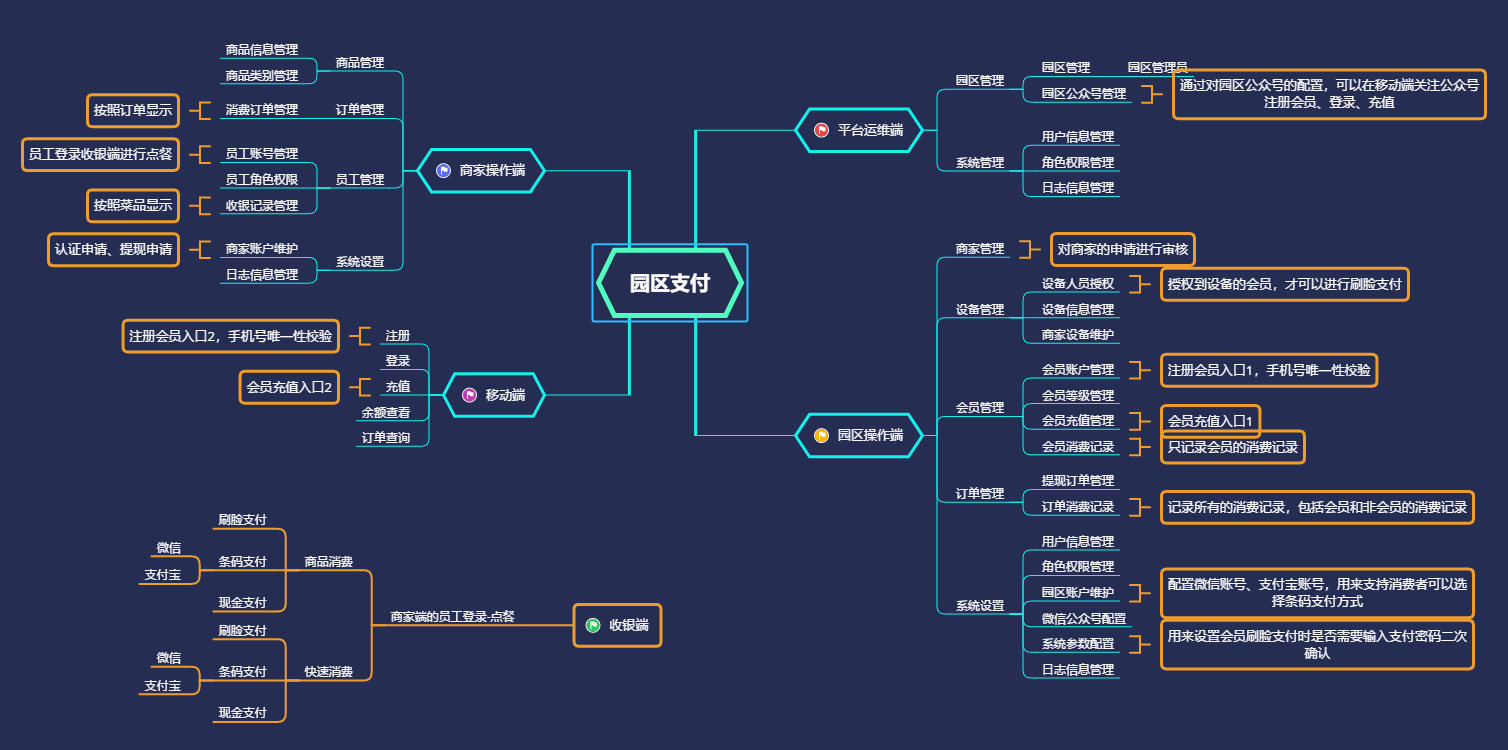 园区支付
平台运维端
园区管理
园区管理
园区管理员
园区公众号管理
通过对园区公众号的配置，可以在移动端关注公众号
注册会员、登录、充值
系统管理
用户信息管理
角色权限管理
日志信息管理
园区操作端
商家管理
对商家的申请进行审核
设备管理
设备人员授权
授权到设备的会员，才可以进行刷脸支付
设备信息管理
商家设备维护
会员管理
会员账户管理
注册会员入口1，手机号唯一性校验
会员等级管理
会员充值管理
会员充值入口1
会员消费记录
只记录会员的消费记录
订单管理
提现订单管理
订单消费记录
记录所有的消费记录，包括会员和非会员的消费记录
系统设置
用户信息管理
角色权限管理
园区账户维护
配置微信账号、支付宝账号，用来支持消费者可以选
择条码支付方式
微信公众号配置
系统参数配置
用来设置会员刷脸支付时是否需要输入支付密码二次
确认
日志信息管理
商家操作端
商品管理
商品信息管理
商品类别管理
订单管理
消费订单管理
按照订单显示
员工管理
员工账号管理
员工登录收银端进行点餐
员工角色权限
收银记录管理
按照菜品显示
系统设置
商家账户维护
认证申请、提现申请
日志信息管理
移动端
注册
注册会员入口2，手机号唯一性校验
登录
充值
会员充值入口2
余额查看
订单查询
收银端
商家端的员工登录-点餐
商品消费
刷脸支付
条码支付
微信
支付宝
现金支付
快速消费
刷脸支付
条码支付
微信
支付宝
现金支付